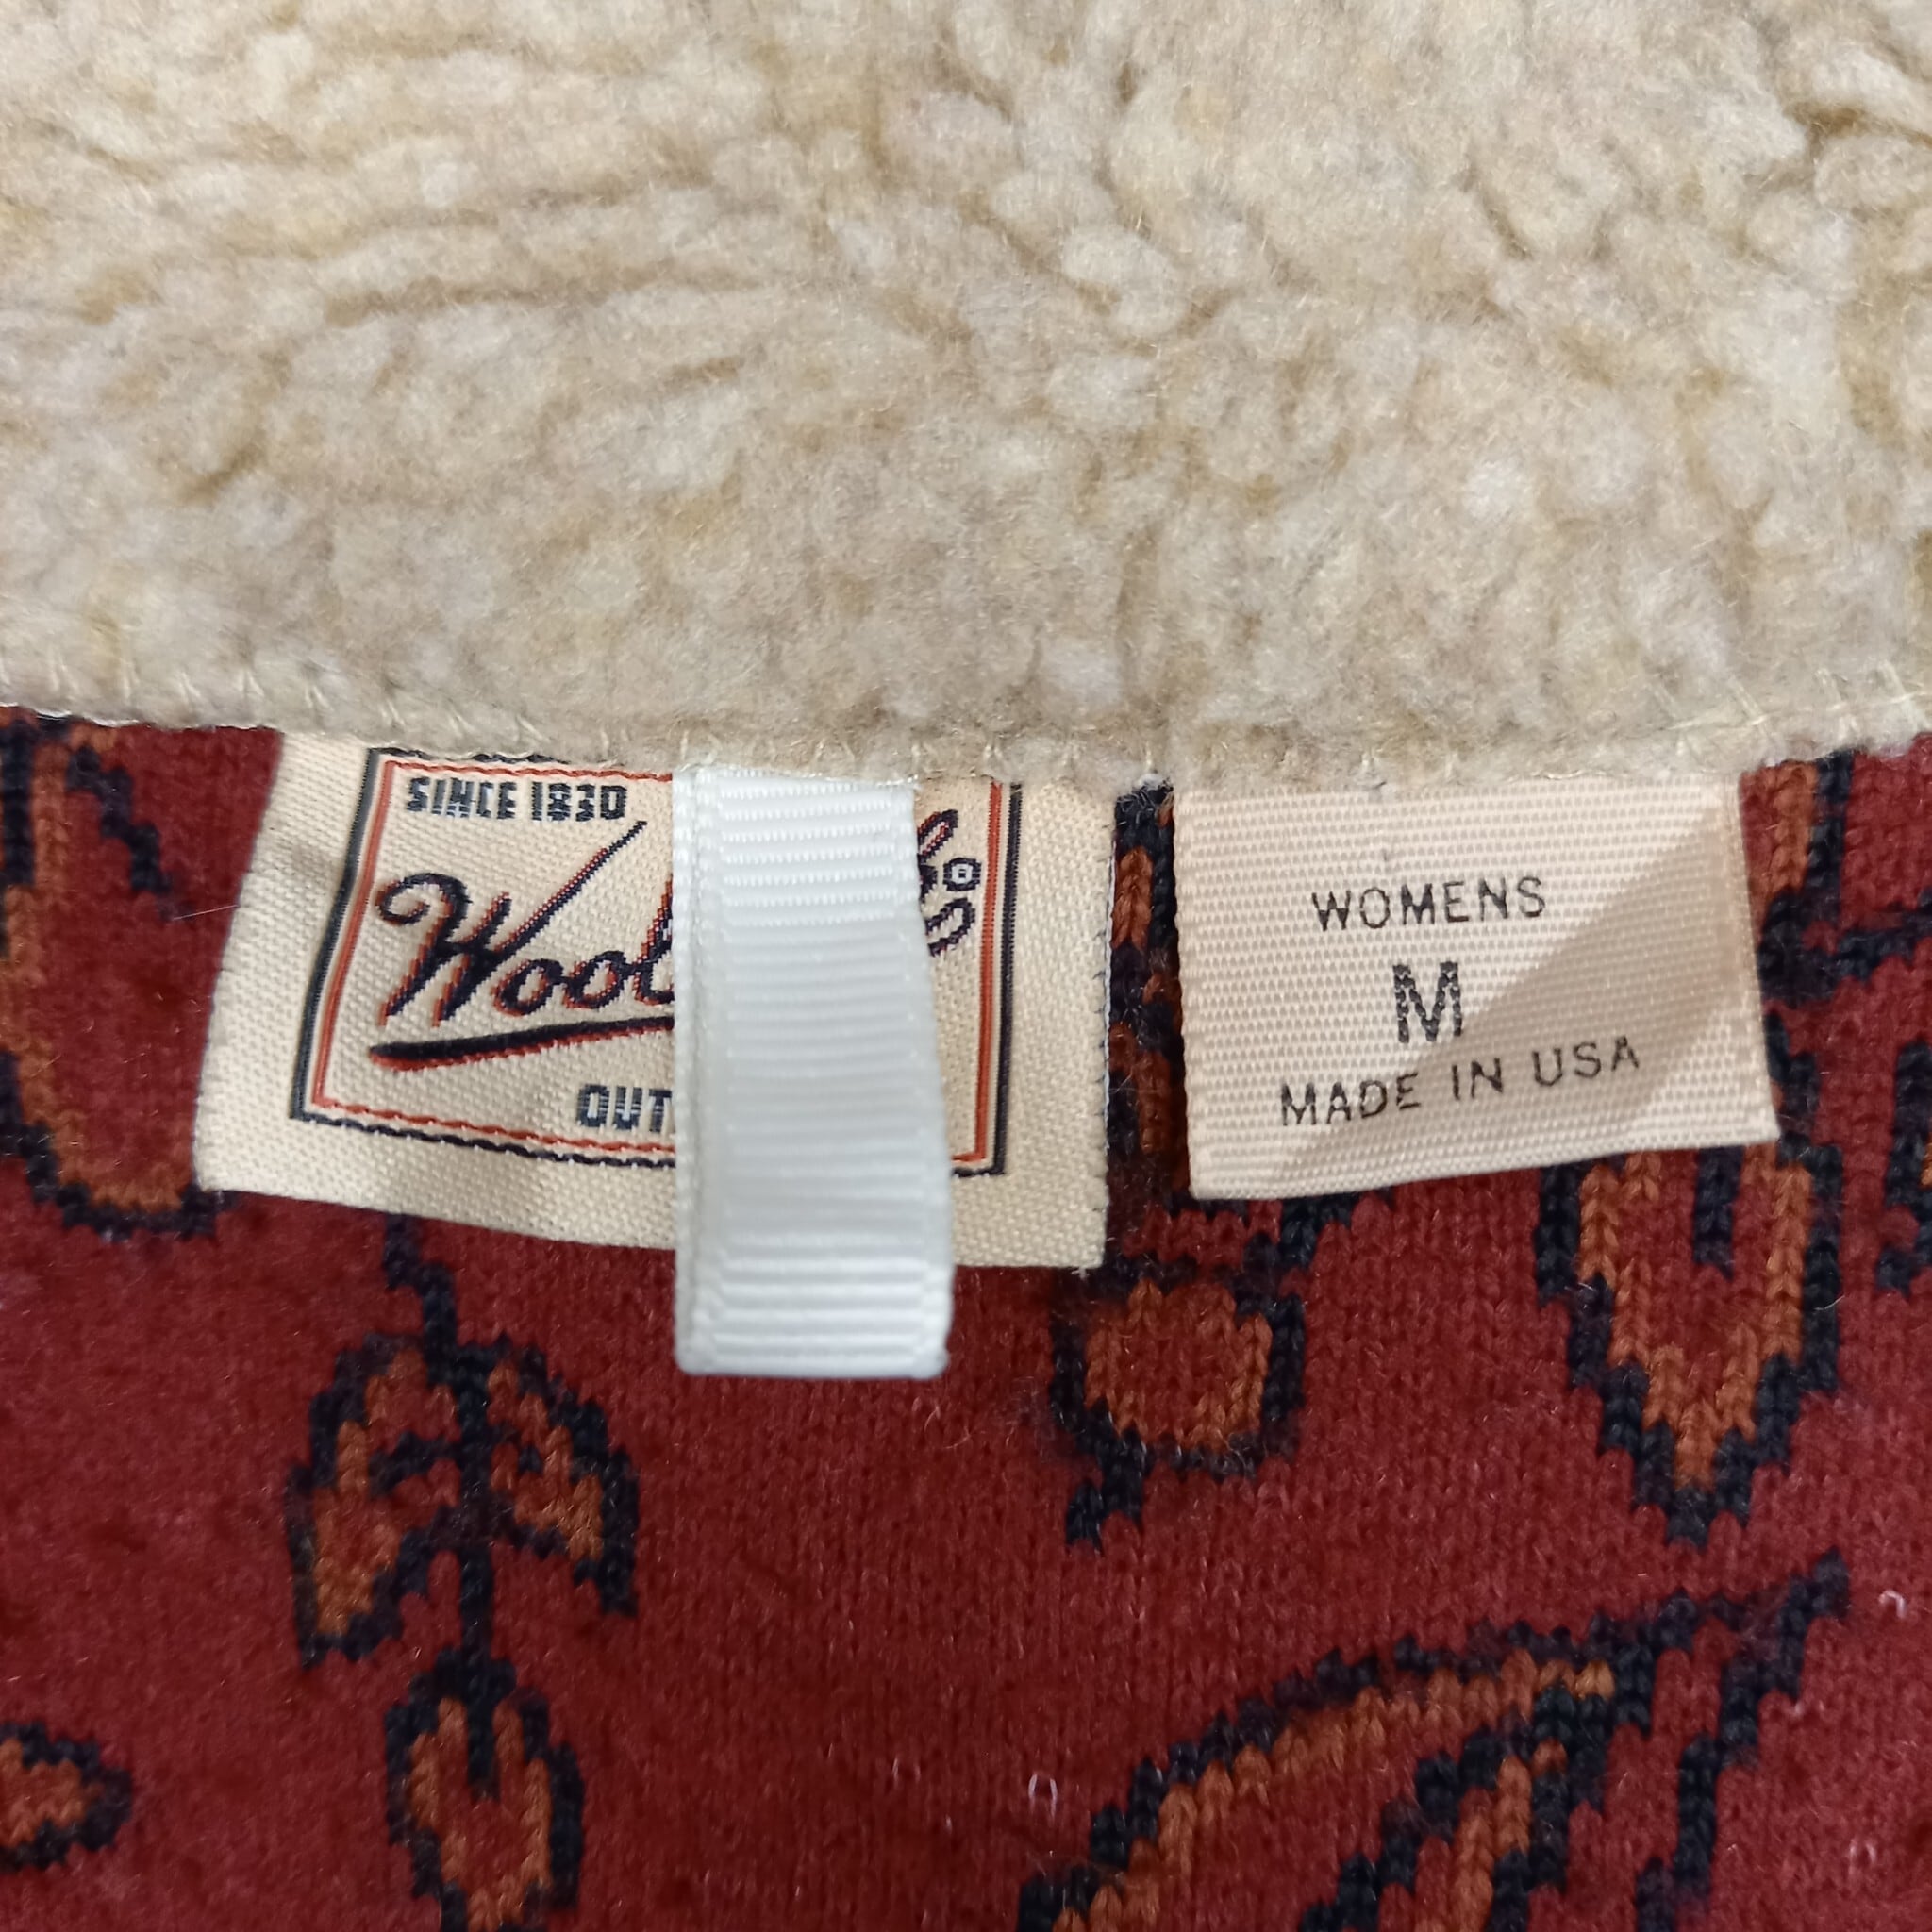 SINCE 1830
Wool
OUT
WOMENS
M
MADE IN USA